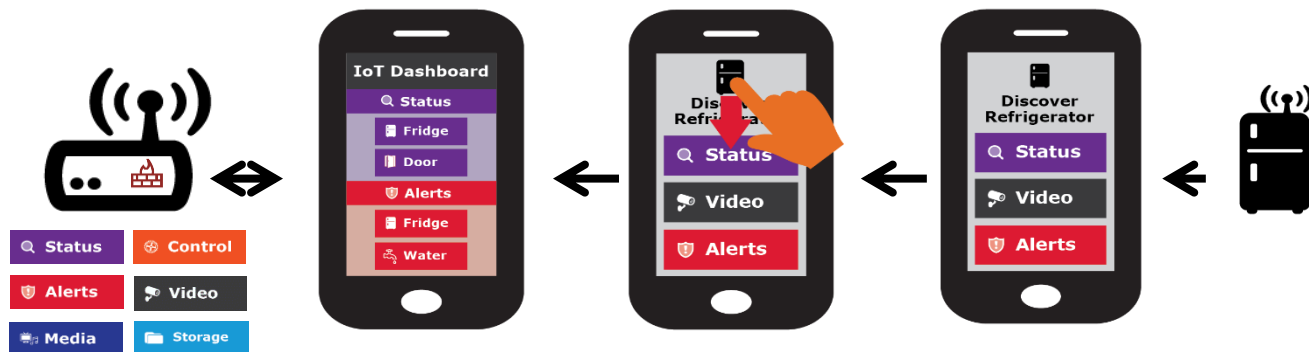 Status
Control
Alerts
Video
Media
Storage
IoT Dashboard
Status
Fridge
Door
Alerts
Fridge
Water
Status
Video
Alerts
Discover
Refrigerator
Status
Video
Alerts